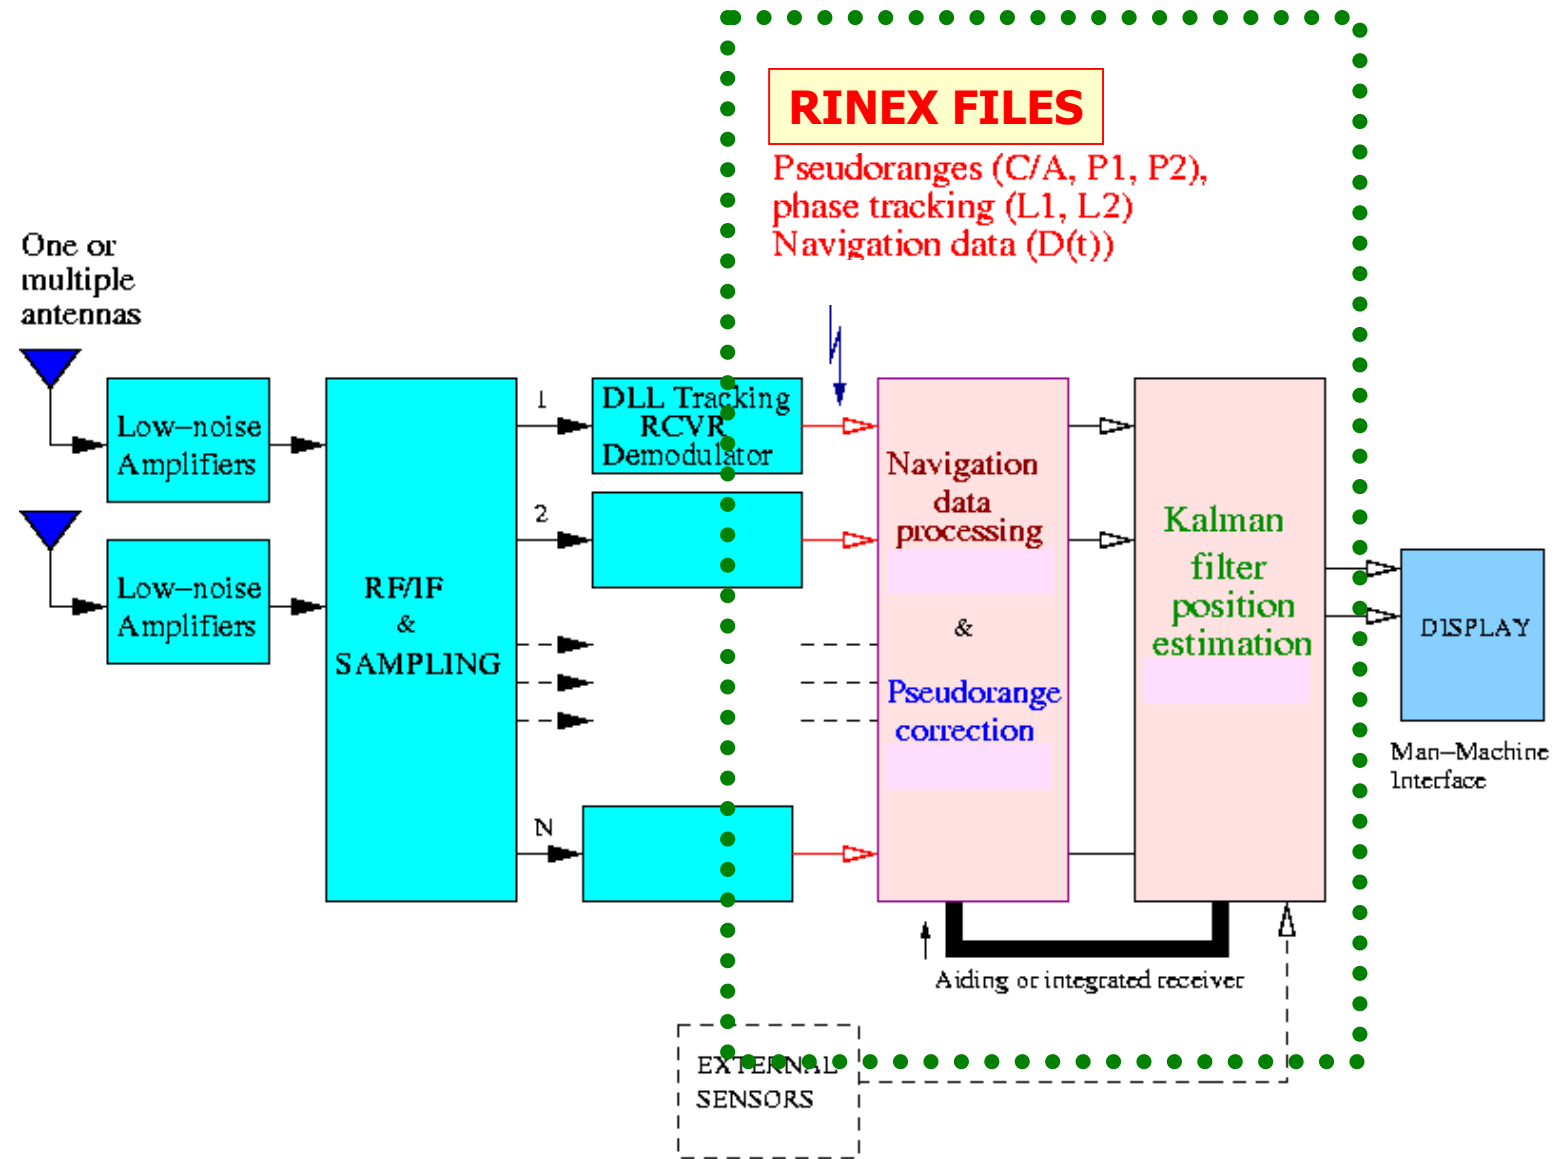 RINEX FILES
Pseudoranges (C/A, P1, P2),
phase tracking (L1, L2)
Navigation data (D(t))
One or
multiple
antennas
Low-noise
Amplifiers
Low-noise
Amplifiers
RF/IF
&
SAMPLING
1
2
N
DLL Tracking
RCVR
Demodulator
Navigation
data
processing
&
Pseudorange
correction
Kalman
filter
position
estimation
DISPLAY
Man-Machine
Interface
Aiding or integrated receiver
EXTERNAL
SENSORS